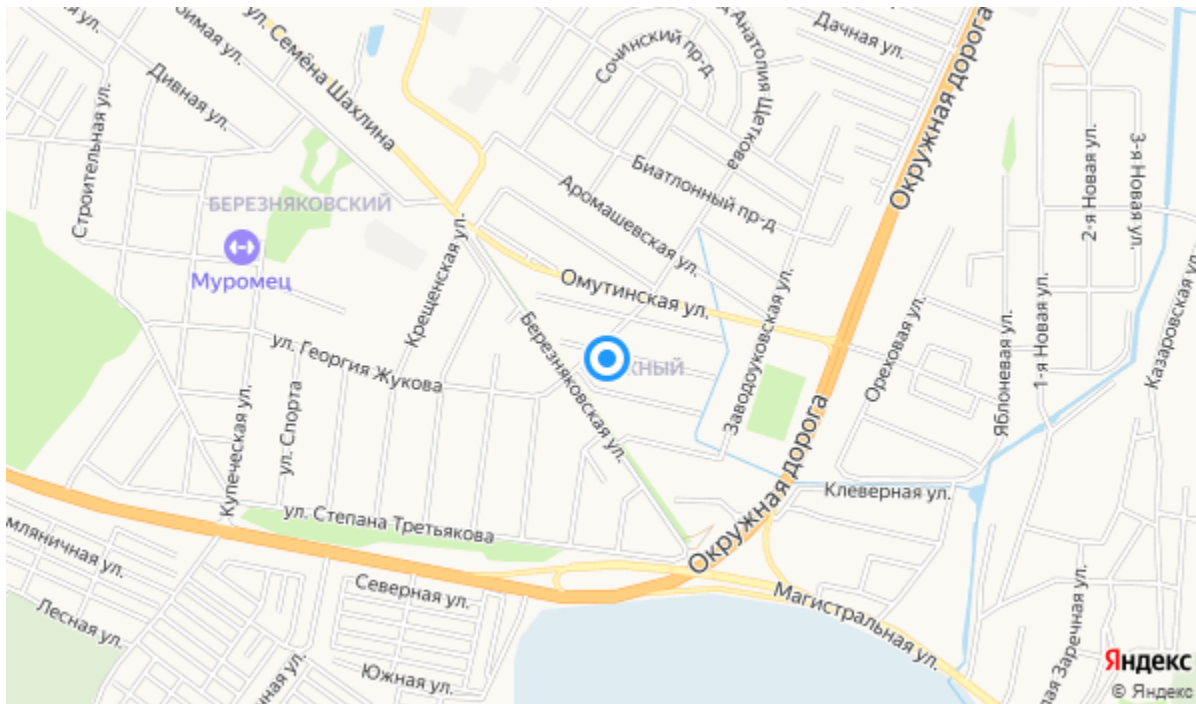 ул. Семёна Шахлина
Дивная ул.
Строительная ул.
БЕРЕЗНЯКОВСКИЙ
Муромец
Крещенская ул.
ул. Георгия Жукова
ул. Спорта
Купеческая ул.
ул. Степана Третьякова
Березняковская ул.
Омутинская ул.
Аромашевская ул.
Биатлонный пр-д
Сочинский пр-д
Анатолия Щеткова
Дачная ул.
Окружная дорога
Заводоуковская ул.
Окружная дорога
Ореховая ул.
Яблоневая ул.
1-я Новая ул.
2-я Новая ул.
3-я Новая ул.
Казаровская ул.
Клеверная ул.
Магистральная ул.
Заречная ул.
Северная ул.
Южная ул.
Лесная ул.
Яндекс
© Яндекс